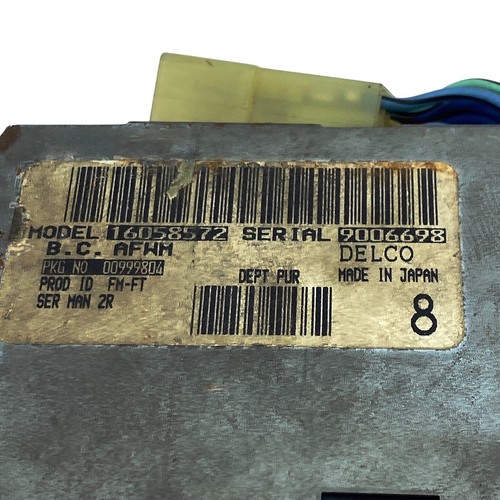 MODEL 16058572 SERIAL 9006698
B.C. AFWM DELCO
PKG NO 00999804 DEPT PUR MADE IN JAPAN
PROD ID FM-FT
SER MAN 2R 8